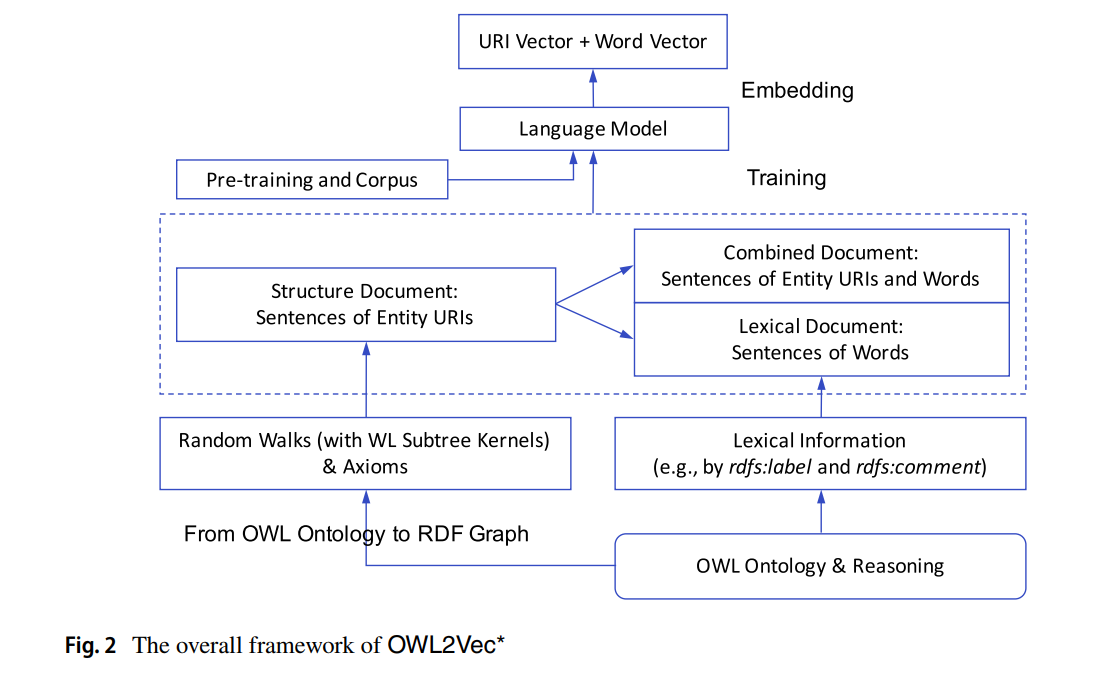 URI Vector + Word Vector
Embedding
Language Model
Pre-training and Corpus
Training
Structure Document:
Sentences of Entity URIs
Combined Document:
Sentences of Entity URIs and Words
Lexical Document:
Sentences of Words
Random Walks (with WL Subtree Kernels)
& Axioms
Lexical Information
(e.g., by rdfs:label and rdfs:comment)
From OWL Ontology to RDF Graph
OWL Ontology & Reasoning
Fig. 2 The overall framework of OWL2Vec*